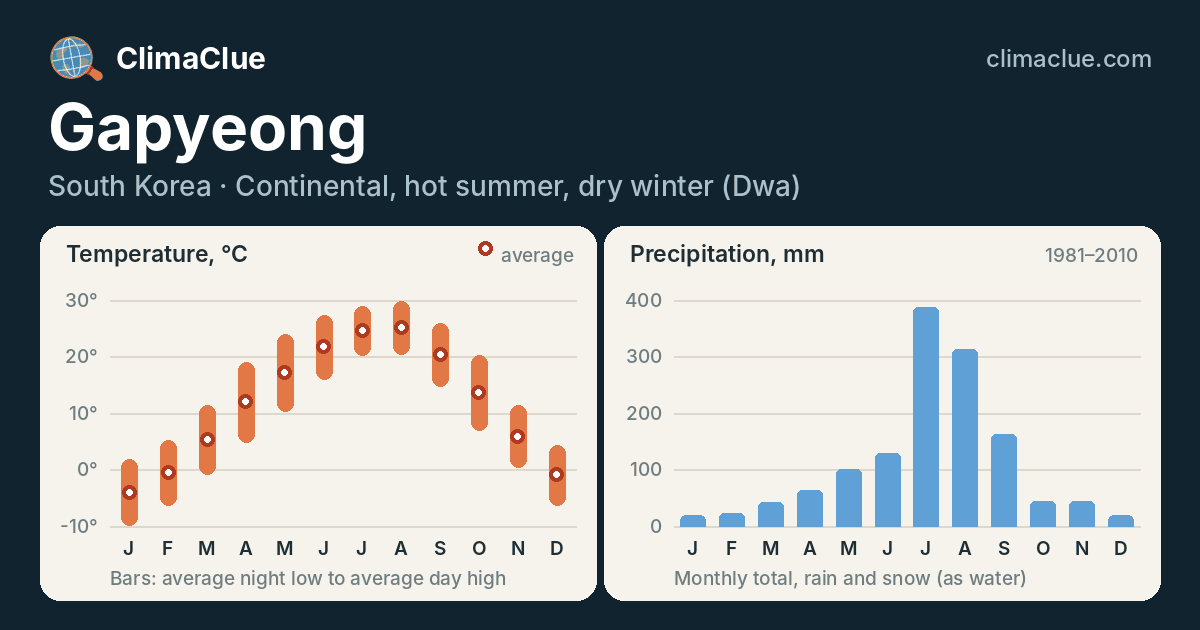 ClimaClue
climaclue.com
Gapyeong
South Korea · Continental, hot summer, dry winter (Dwa)
Temperature, °C
average
30°
20°
10°
0°
-10°
J F M A M J J A S O N D
Bars: average night low to average day high
Precipitation, mm
1981–2010
400
300
200
100
0
J F M A M J J A S O N D
Monthly total, rain and snow (as water)